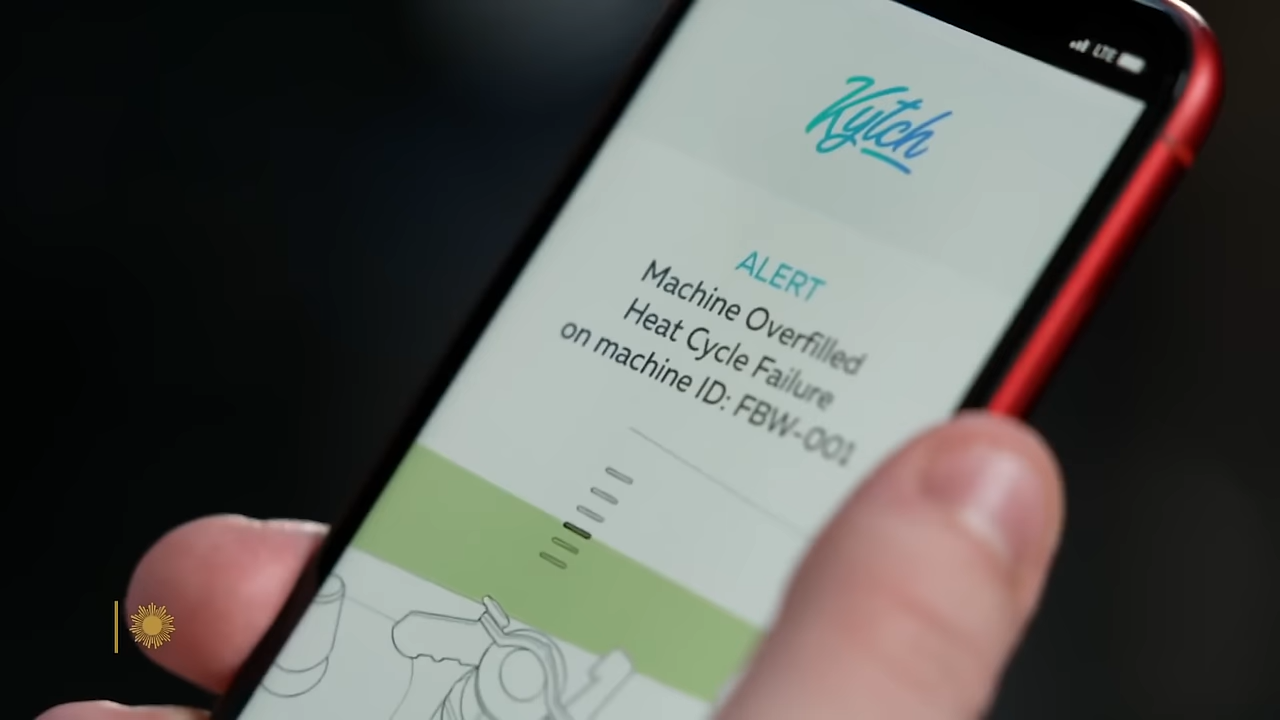 LTE
Kytch
ALERT
Machine Overfilled
Heat Cycle Failure
on machine ID: FBW-001